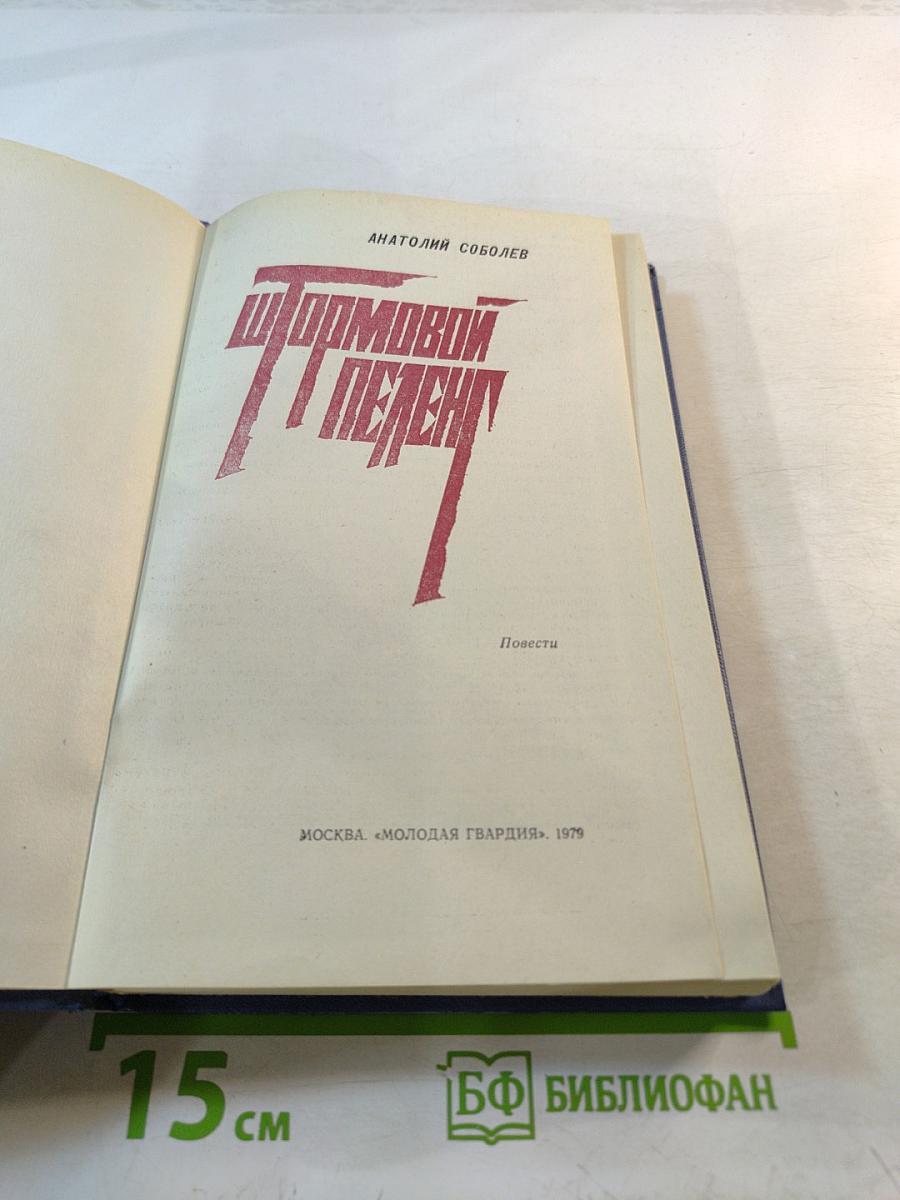 АНАТОЛИЙ СОБОЛЕВ
ШТОРМОВОЙ
ПЕЛЕНГ
Повести
МОСКВА. «МОЛОДАЯ ГВАРДИЯ». 1979
15 см
БФ БИБЛИОФАН